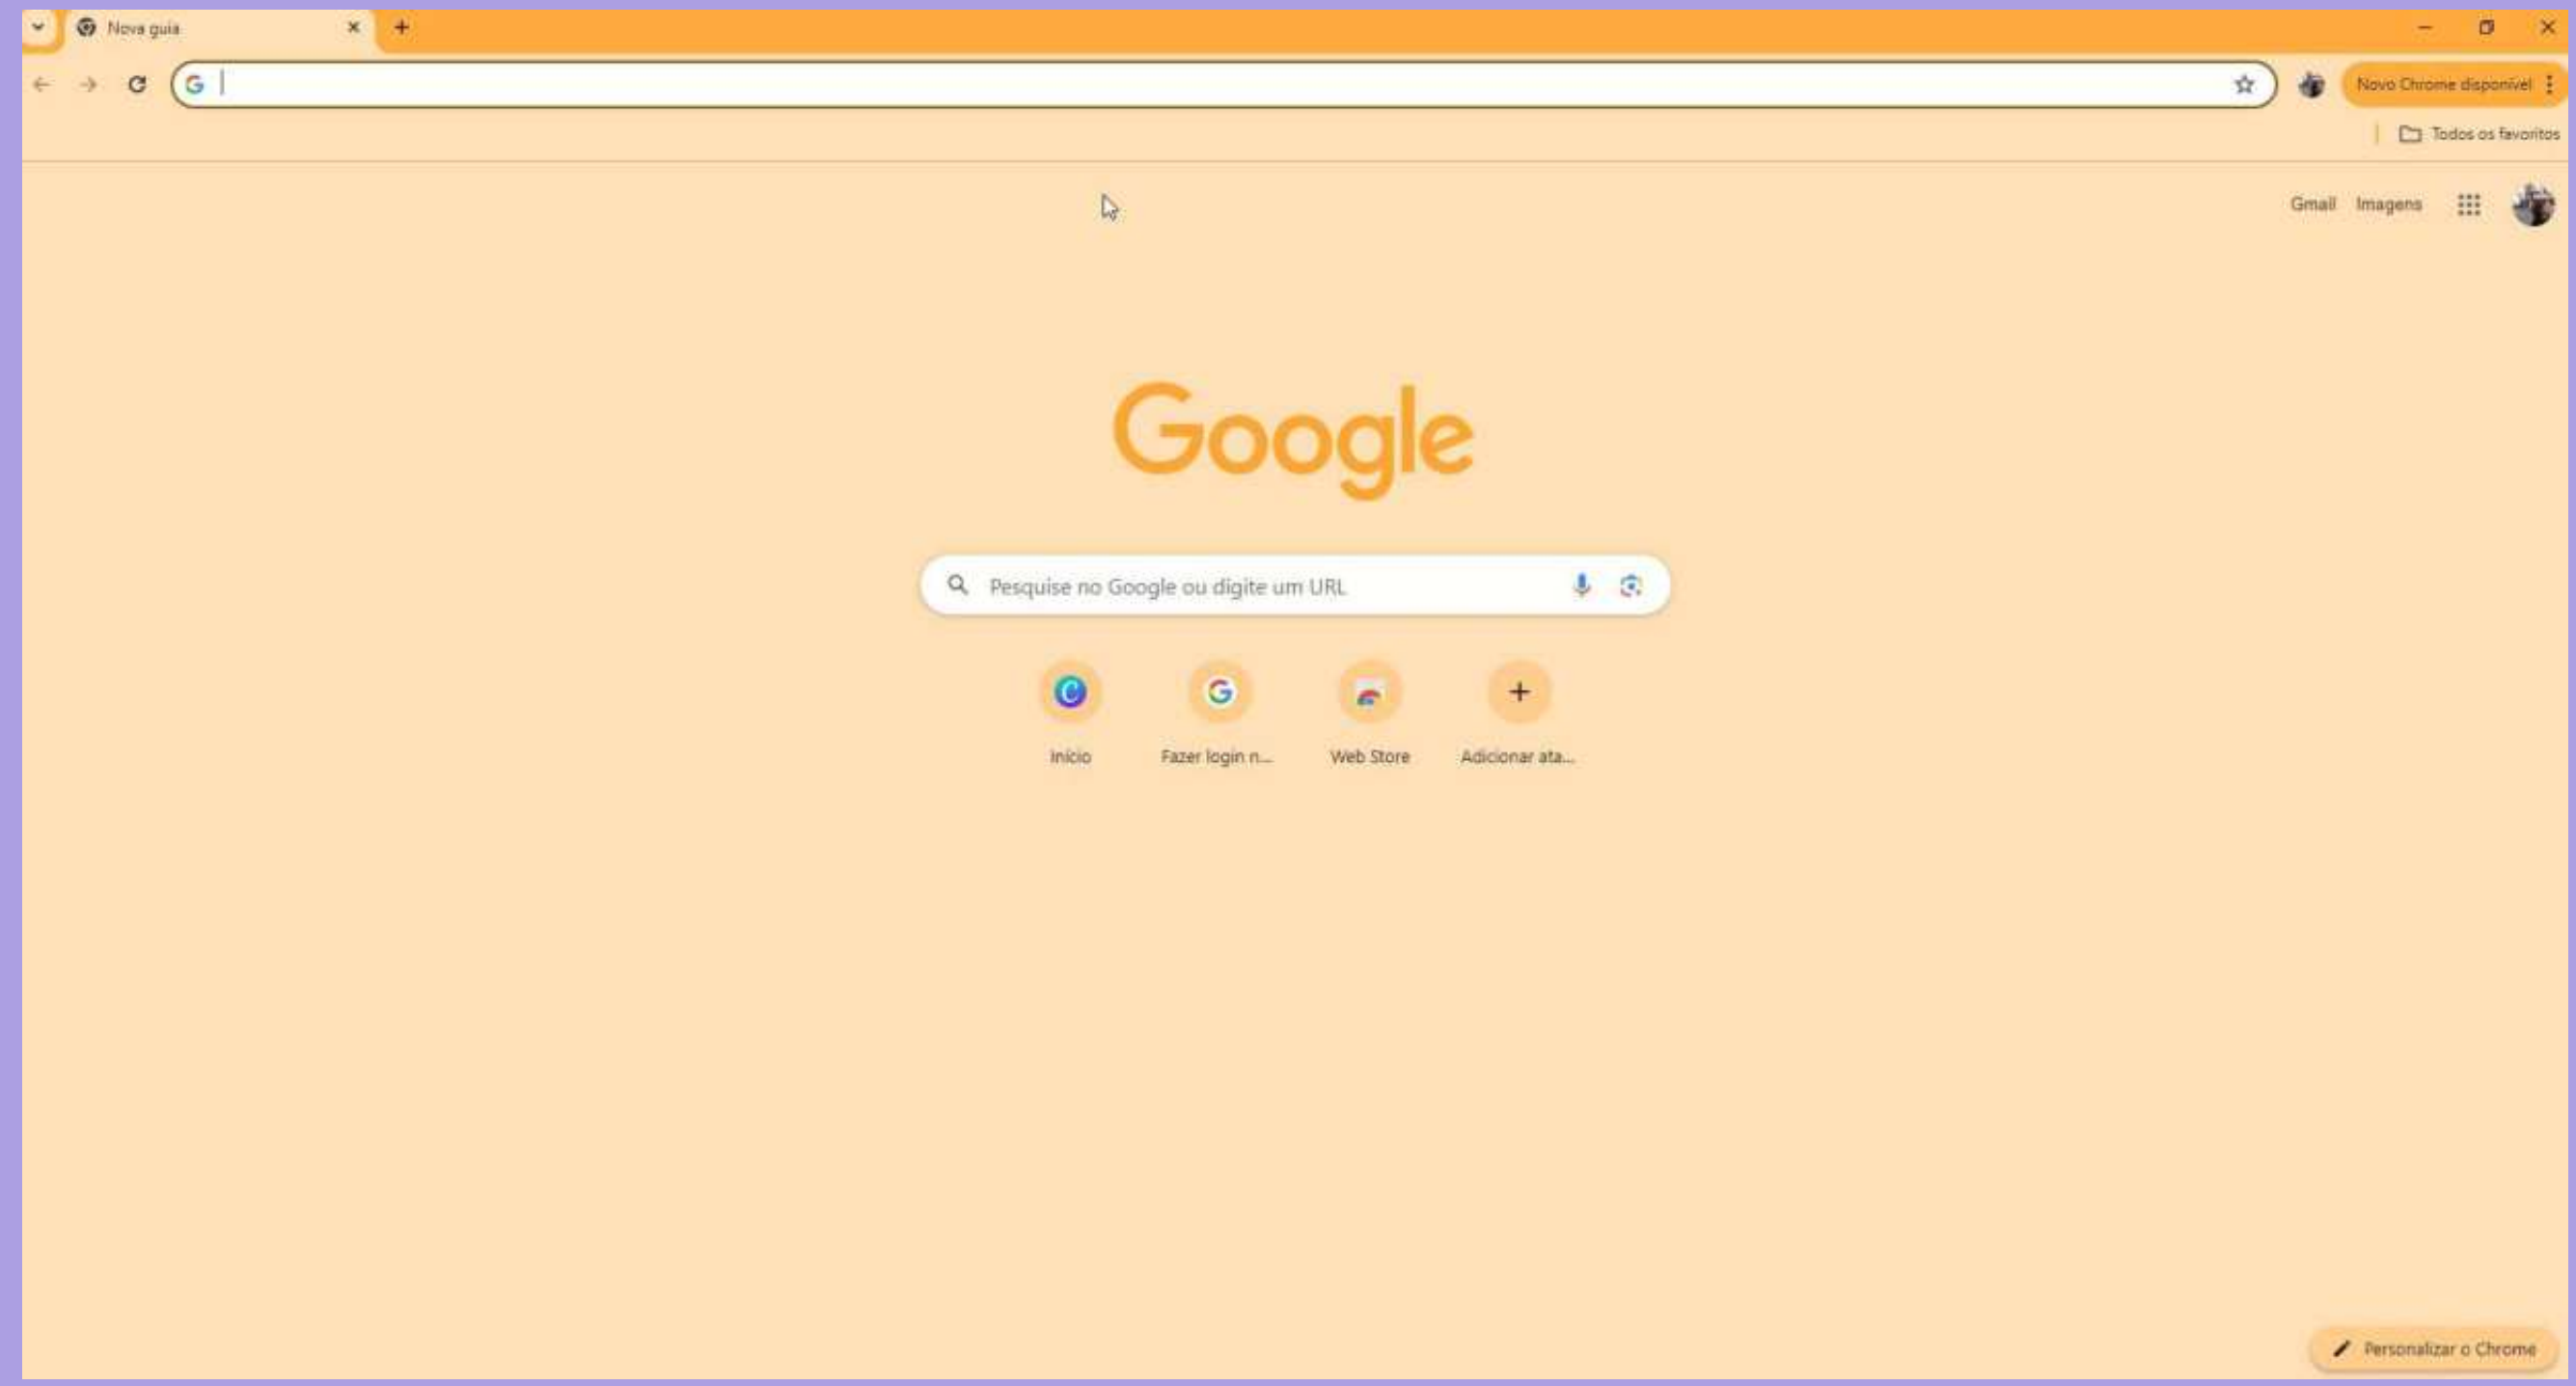 Nova guia
Novo Chrome disponível
Todos os favoritos
Gmail Imagens
Google
Pesquise no Google ou digite um URL
Início Fazer login n... Web Store Adicionar ata...
Personalizar o Chrome